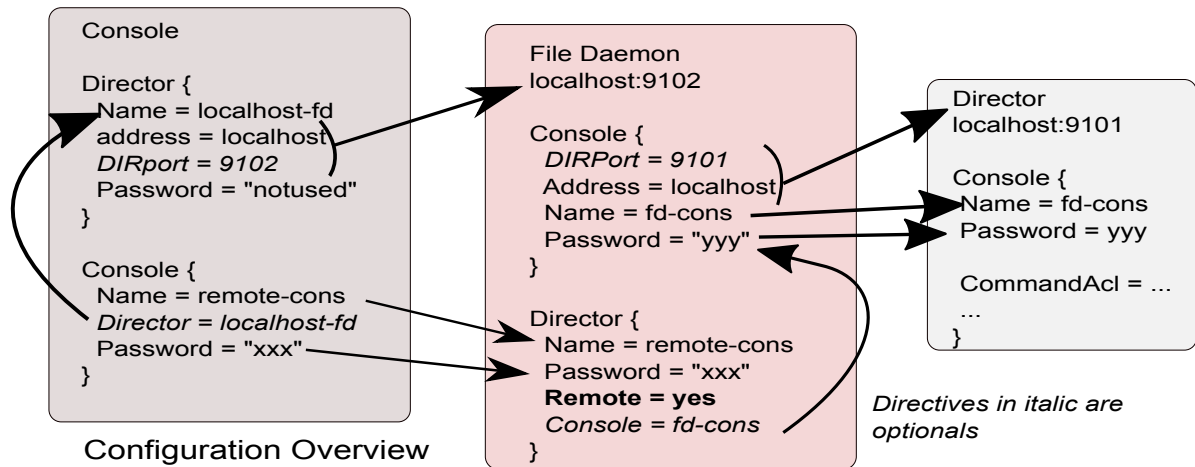 Console
Director {
Name = localhost-fd
address = localhost
DIRport = 9102
Password = "notused"
}
Console {
Name = remote-cons
Director = localhost-fd
Password = "xxx"
}
File Daemon
localhost:9102
Console {
DIRPort = 9101
Address = localhost
Name = fd-cons
Password = "yyy"
}
Director {
Name = remote-cons
Password = "xxx"
Remote = yes
Console = fd-cons
}
Director
localhost:9101
Console {
Name = fd-cons
Password = yyy
CommandAcl = ...
...
}
Directives in italic are
optionals
Configuration Overview